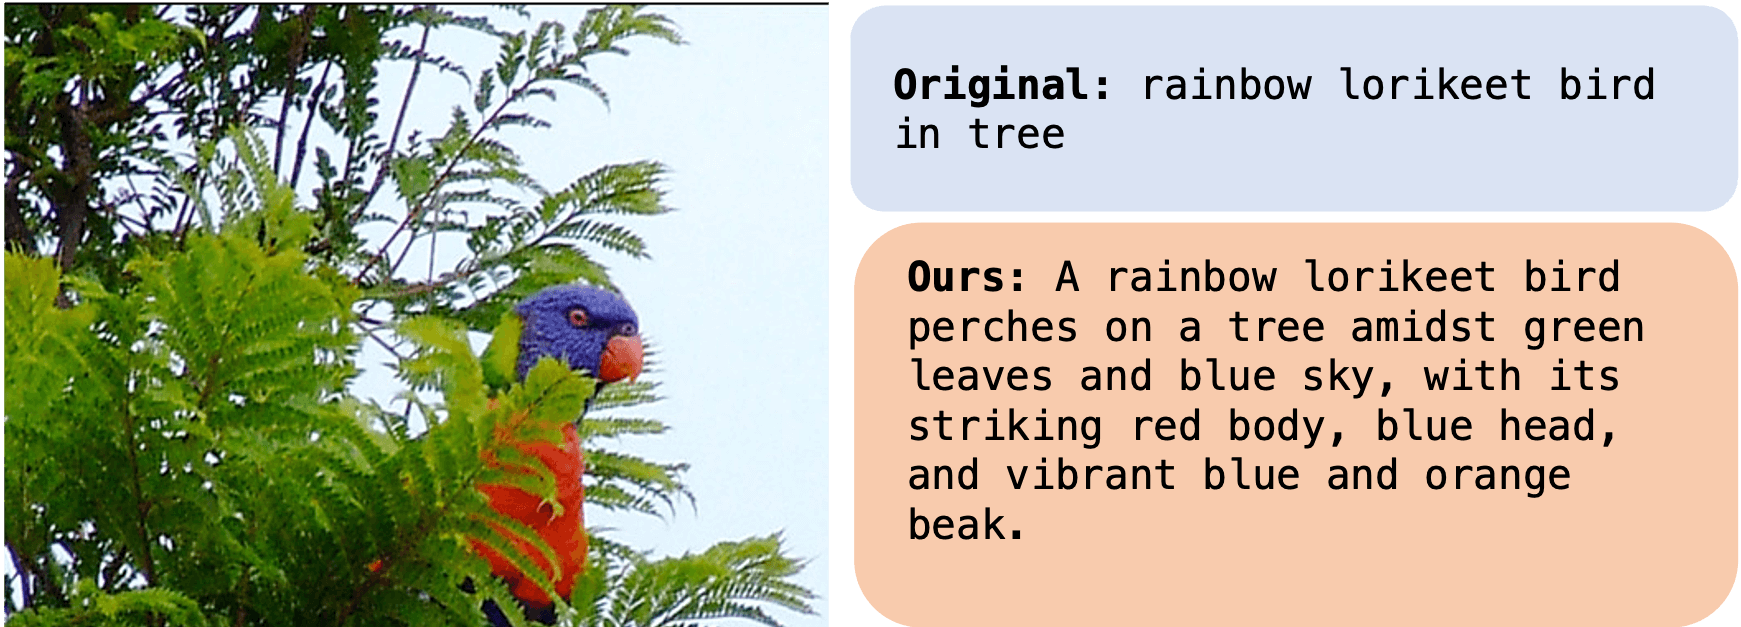 Original: rainbow lorikeet bird
in tree
Ours: A rainbow lorikeet bird
perches on a tree amidst green
leaves and blue sky, with its
striking red body, blue head,
and vibrant blue and orange
beak.